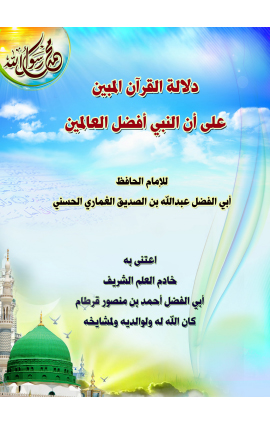 محمد رسول الله
دلالة القرآن المبين
على أن النبي أفضل العالمين
للإمام الحافظ
أبي الفضل عبدالله بن الصديق الغماري الحسني
اعتنى به
خادم العلم الشريف
أبي الفضل أحمد بن منصور قرطام
كان الله له ولوالديه ولمشايخه